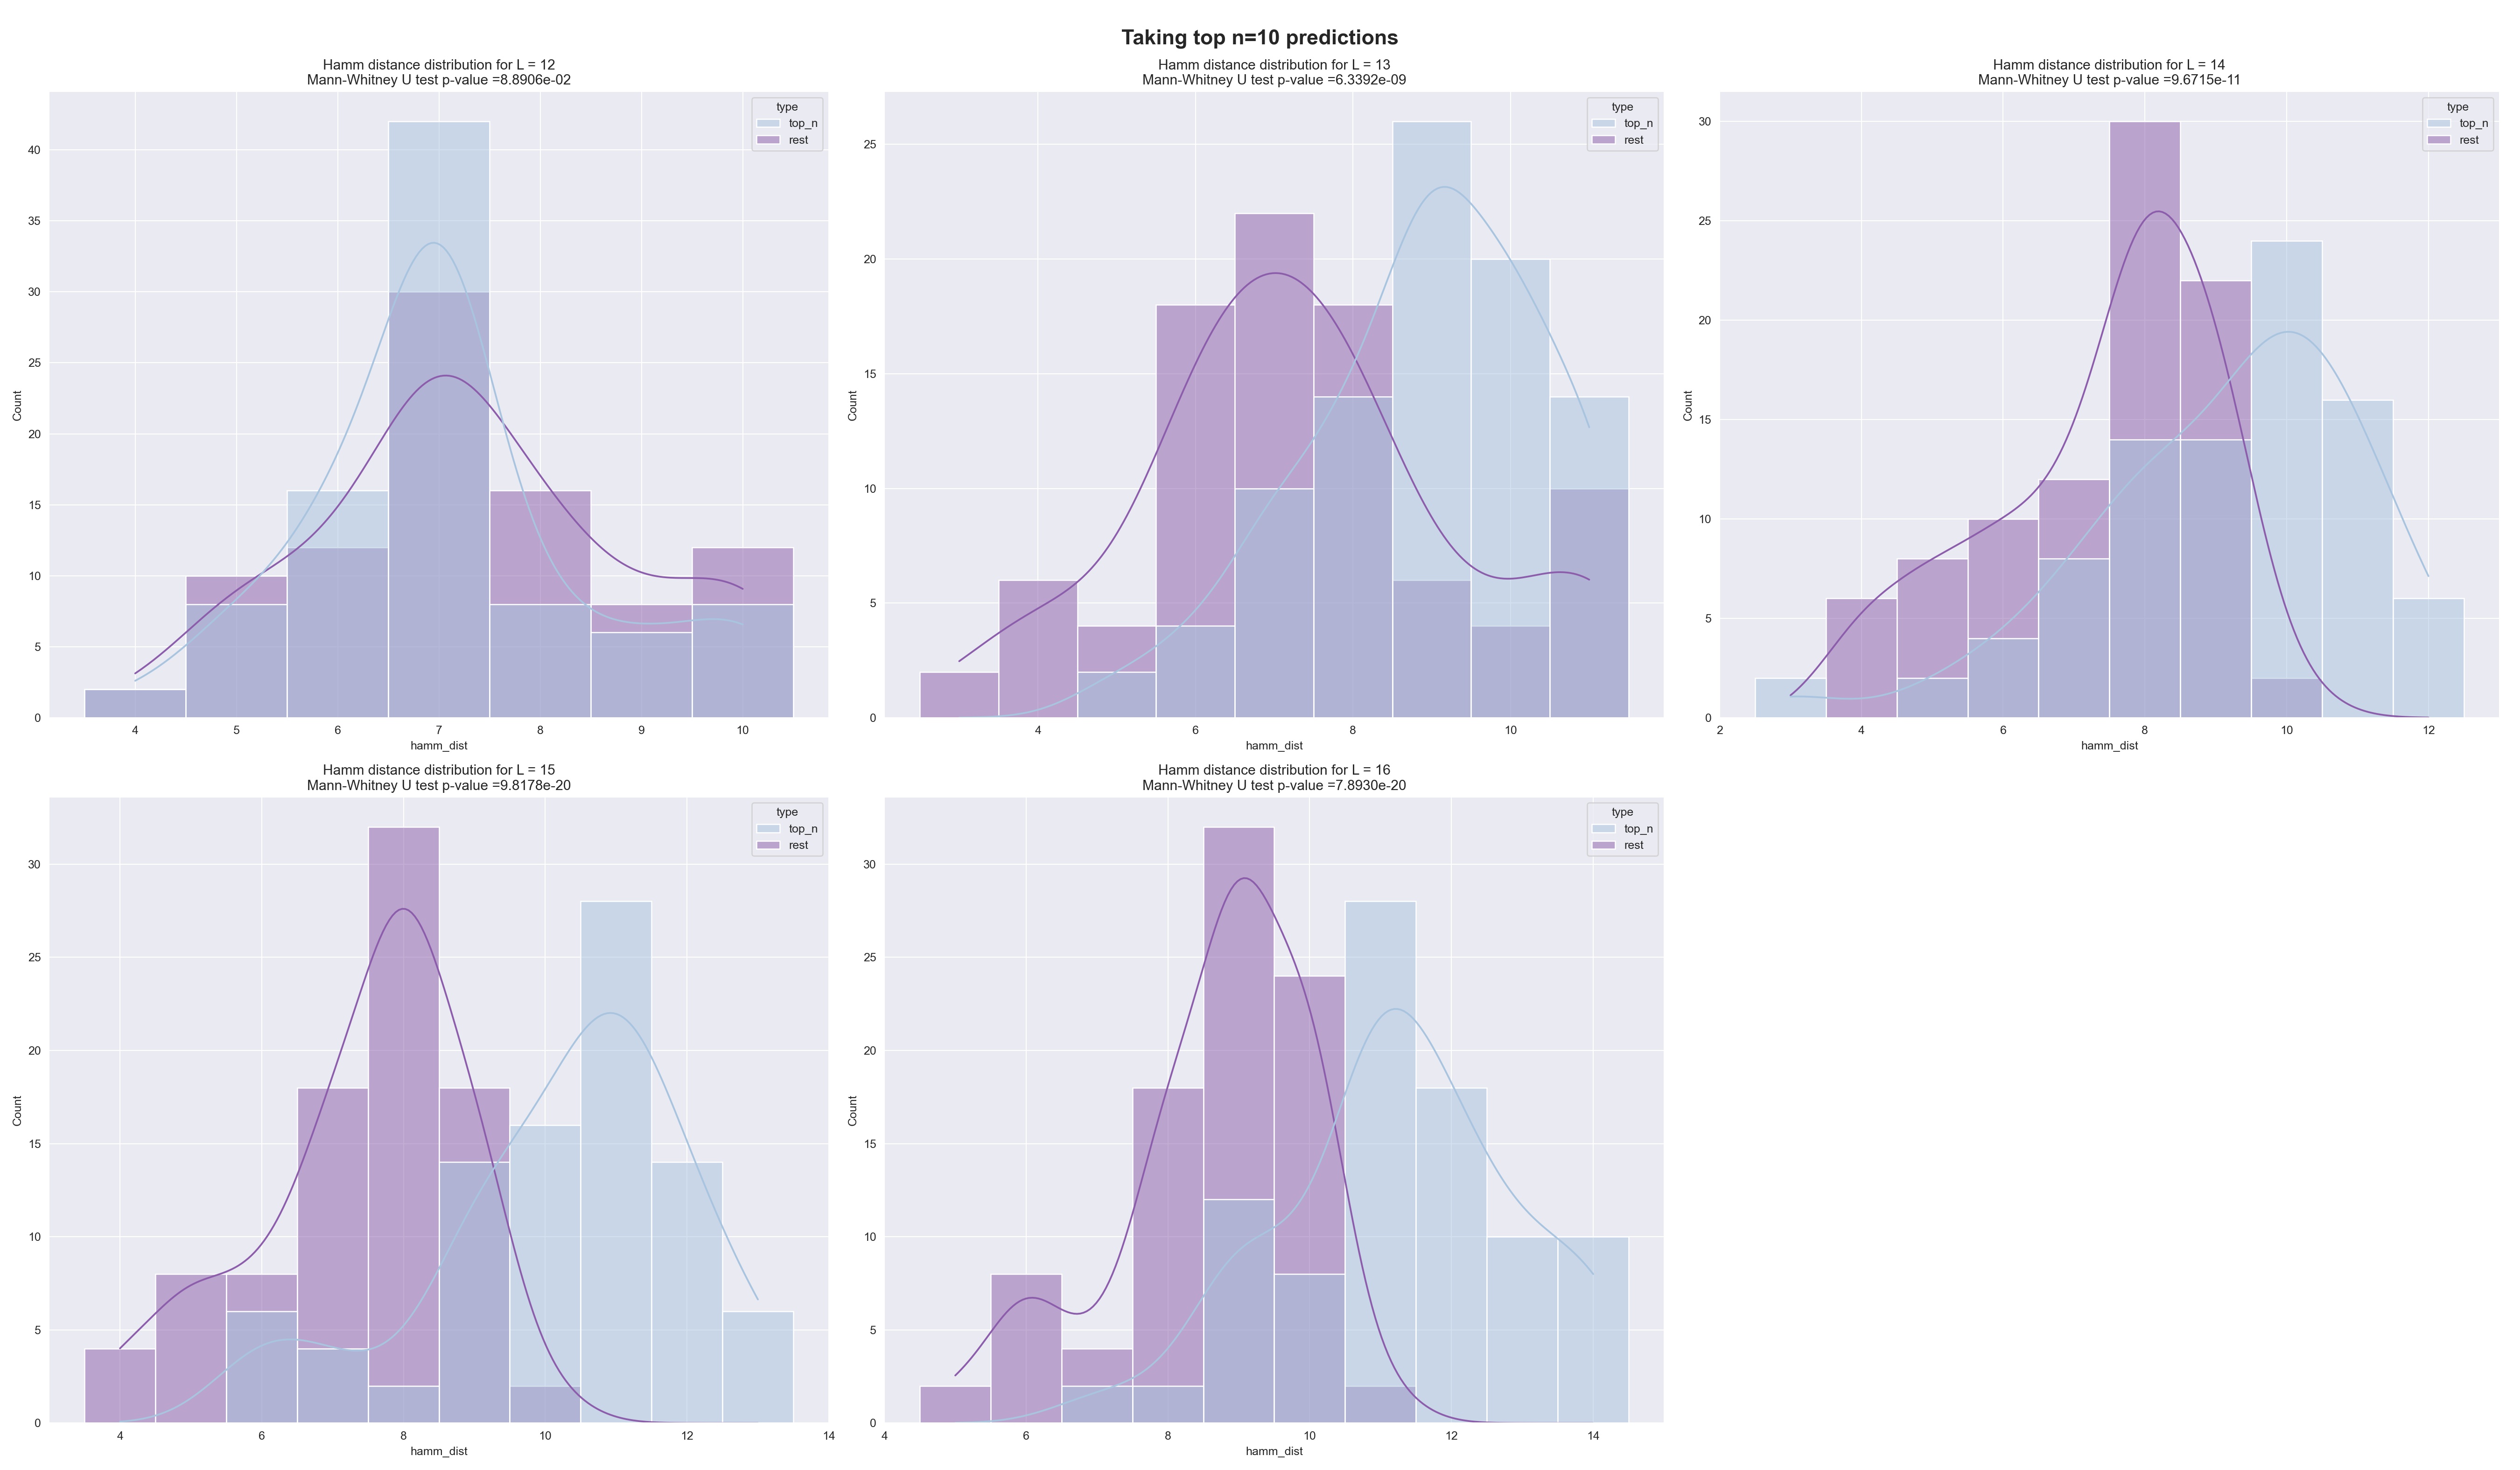 Taking top n=10 predictions
Hamm distance distribution for L = 12
Mann-Whitney U test p-value =8.8906e-02
type
top_n
rest
40
35
30
25
20
15
10
5
0
Count
4 5 6 7 8 9 10
hamm_dist
Hamm distance distribution for L = 13
Mann-Whitney U test p-value =6.3392e-09
type
top_n
rest
25
20
15
10
5
0
Count
4 6 8 10
hamm_dist
Hamm distance distribution for L = 14
Mann-Whitney U test p-value =9.6715e-11
type
top_n
rest
30
25
20
15
10
5
0
Count
2 4 6 8 10 12
hamm_dist
Hamm distance distribution for L = 15
Mann-Whitney U test p-value =9.8178e-20
type
top_n
rest
30
25
20
15
10
5
0
Count
4 6 8 10 12 14
hamm_dist
Hamm distance distribution for L = 16
Mann-Whitney U test p-value =7.8930e-20
type
top_n
rest
30
25
20
15
10
5
0
Count
4 6 8 10 12 14
hamm_dist